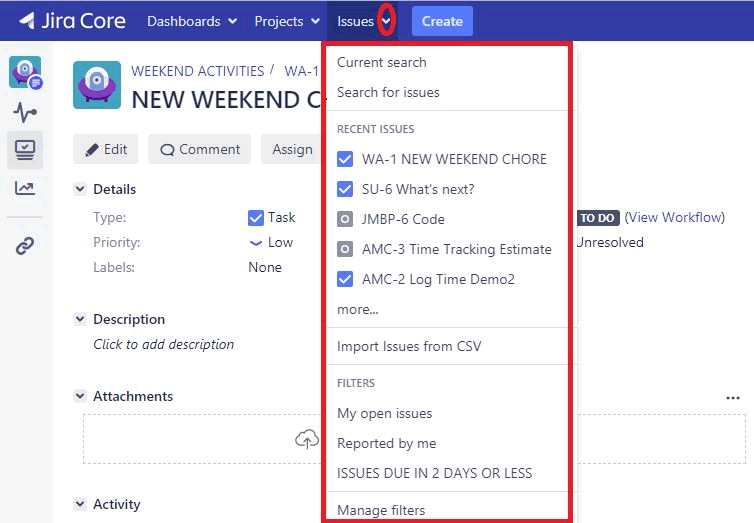 Jira Core Dashboards Projects Issues Create
WEEKEND ACTIVITIES / WA-1
NEW WEEKEND C
Edit Comment Assign
Details
Type: Task
Priority: Low
Labels: None
Description
Click to add description
Attachments
Activity
Current search
Search for issues
RECENT ISSUES
WA-1 NEW WEEKEND CHORE
SU-6 What's next?
JMBP-6 Code
AMC-3 Time Tracking Estimate
AMC-2 Log Time Demo2
more...
Import Issues from CSV
FILTERS
My open issues
Reported by me
ISSUES DUE IN 2 DAYS OR LESS
Manage filters
TO DO (View Workflow)
Unresolved